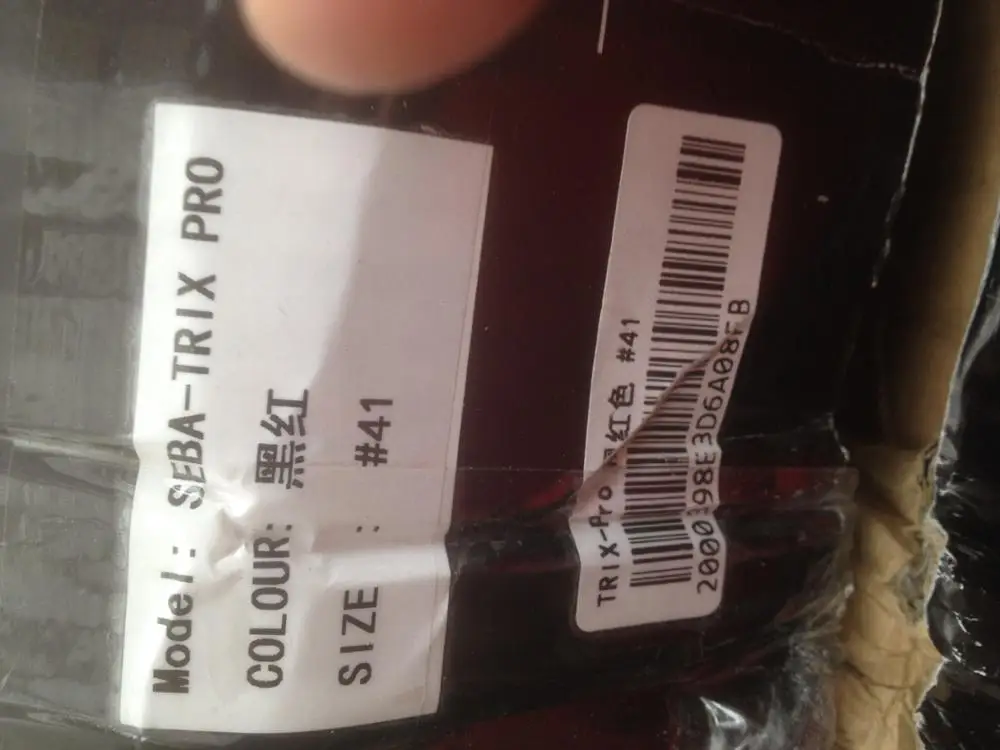 Model: SEBA-TRIX PRO
COLOUR: 黑红
SIZE : #41
TRIX-Pro 红色 #41